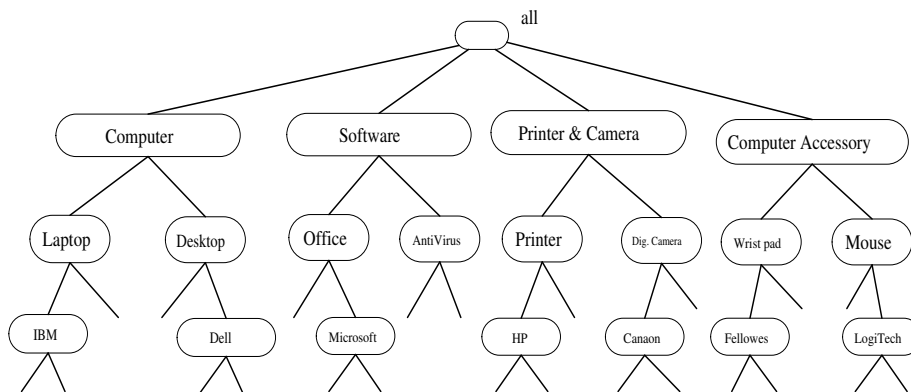 all
Computer
Software
Printer & Camera
Computer Accessory
Laptop
Desktop
Office
AntiVirus
Printer
Dig. Camera
Wrist pad
Mouse
IBM
Dell
Microsoft
HP
Canaon
Fellowes
LogiTech